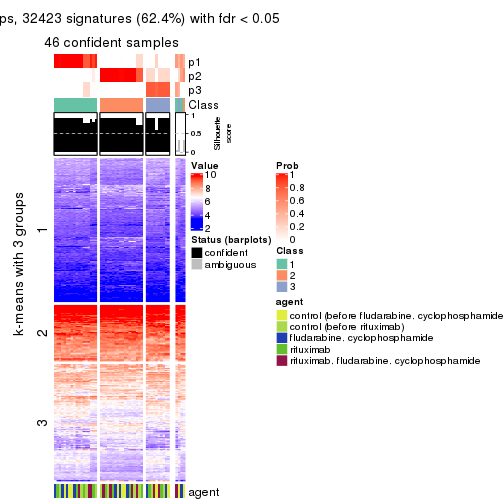 ps, 32423 signatures (62.4%) with fdr < 0.05
46 confident samples
p1
p2
p3
Class
1
0.5
0
Silhouette
score
k-means with 3 groups
1
2
3
agent
Value
10
8
6
4
2
Status (barplots)
confident
ambiguous
Prob
1
0.8
0.6
0.4
0.2
0
Class
1
2
3
agent
control (before fludarabine. cyclophosphamide
control (before rituximab)
fludarabine. cyclophosphamide
rituximab
rituximab. fludarabine. cyclophosphamide